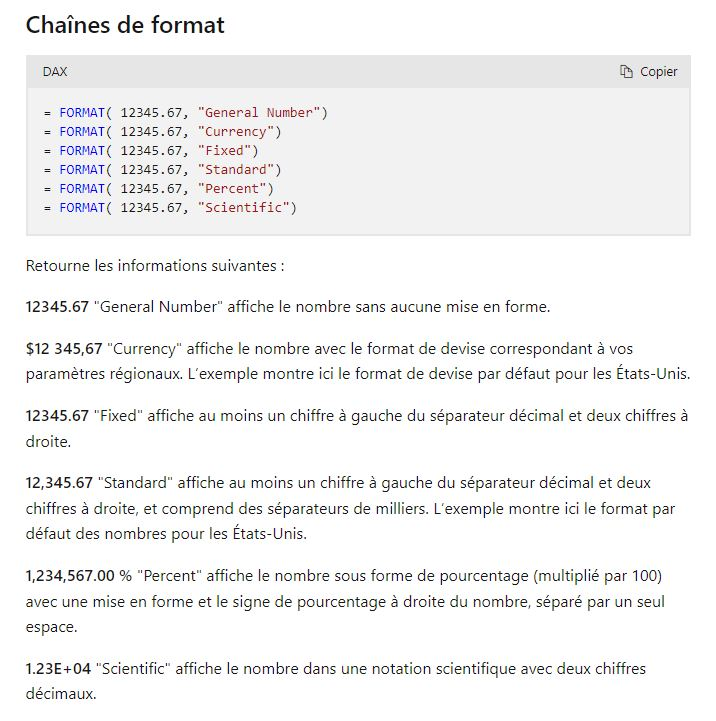 Chaînes de format
DAX
Copier
= FORMAT( 12345.67, "General Number")
= FORMAT( 12345.67, "Currency")
= FORMAT( 12345.67, "Fixed")
= FORMAT( 12345.67, "Standard")
= FORMAT( 12345.67, "Percent")
= FORMAT( 12345.67, "Scientific")
Retourne les informations suivantes :
12345.67 "General Number" affiche le nombre sans aucune mise en forme.
$12 345,67 "Currency" affiche le nombre avec le format de devise correspondant à vos
paramètres régionaux. L’exemple montre ici le format de devise par défaut pour les États-Unis.
12345.67 "Fixed" affiche au moins un chiffre à gauche du séparateur décimal et deux chiffres à
droite.
12,345.67 "Standard" affiche au moins un chiffre à gauche du séparateur décimal et deux
chiffres à droite, et comprend des séparateurs de milliers. L’exemple montre ici le format par
défaut des nombres pour les États-Unis.
1,234,567.00 % "Percent" affiche le nombre sous forme de pourcentage (multiplié par 100)
avec une mise en forme et le signe de pourcentage à droite du nombre, séparé par un seul
espace.
1.23E+04 "Scientific" affiche le nombre dans une notation scientifique avec deux chiffres
décimaux.